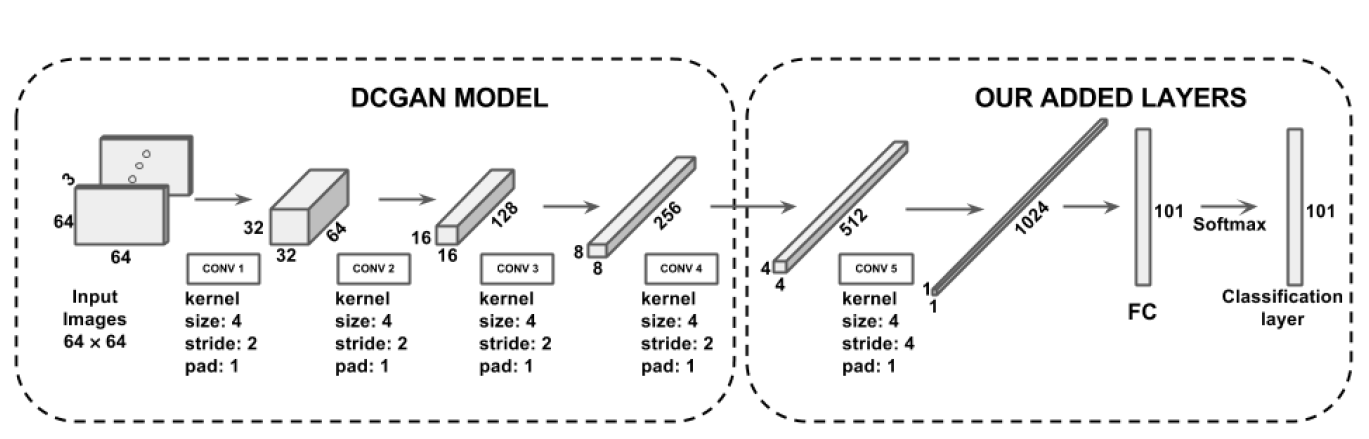 DCGAN MODEL
OUR ADDED LAYERS
3
64
64
32
32
64
16
16
128
8
8
256
4
4
512
1
1
1024
101
Softmax
101
CONV 1
CONV 2
CONV 3
CONV 4
CONV 5
Input
Images
64 × 64
kernel
size: 4
stride: 2
pad: 1
kernel
size: 4
stride: 2
pad: 1
kernel
size: 4
stride: 2
pad: 1
kernel
size: 4
stride: 2
pad: 1
kernel
size: 4
stride: 4
pad: 1
FC
Classification
layer